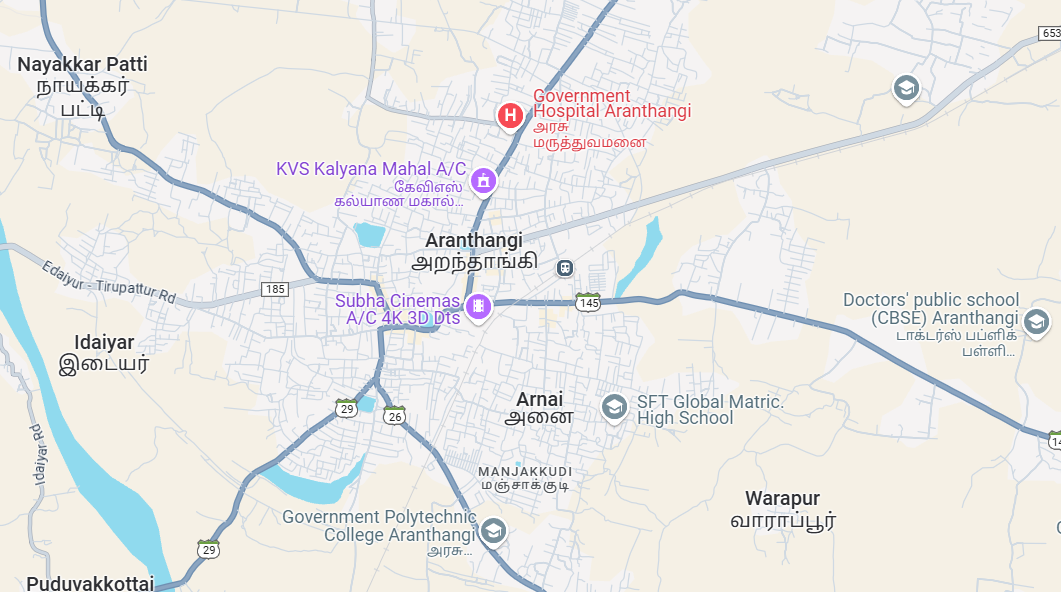 653
Nayakkar Patti
நாயக்கர்
பட்டி
Government
Hospital Aranthangi
அரசு
மருத்துவமனை
KVS Kalyana Mahal A/C
கேவிஎஸ்
கல்யாண மகால்...
Aranthangi
அறந்தாங்கி
Edaiyur - Tirupattur Rd
185
Subha Cinemas
A/C 4K 3D Dts
145
Doctors' public school
(CBSE) Aranthangi
டாக்டர்ஸ் பப்ளிக்
பள்ளி...
Idaiyar
இடையர்
29
26
Arnai
அனை
SFT Global Matric.
High School
Idaiyar Rd
14
MANJAKKUDI
மஞ்சாக்குடி
Warapur
வாராப்பூர்
Government Polytechnic
College Aranthangi
அரசு...
29
Puduvakkottai